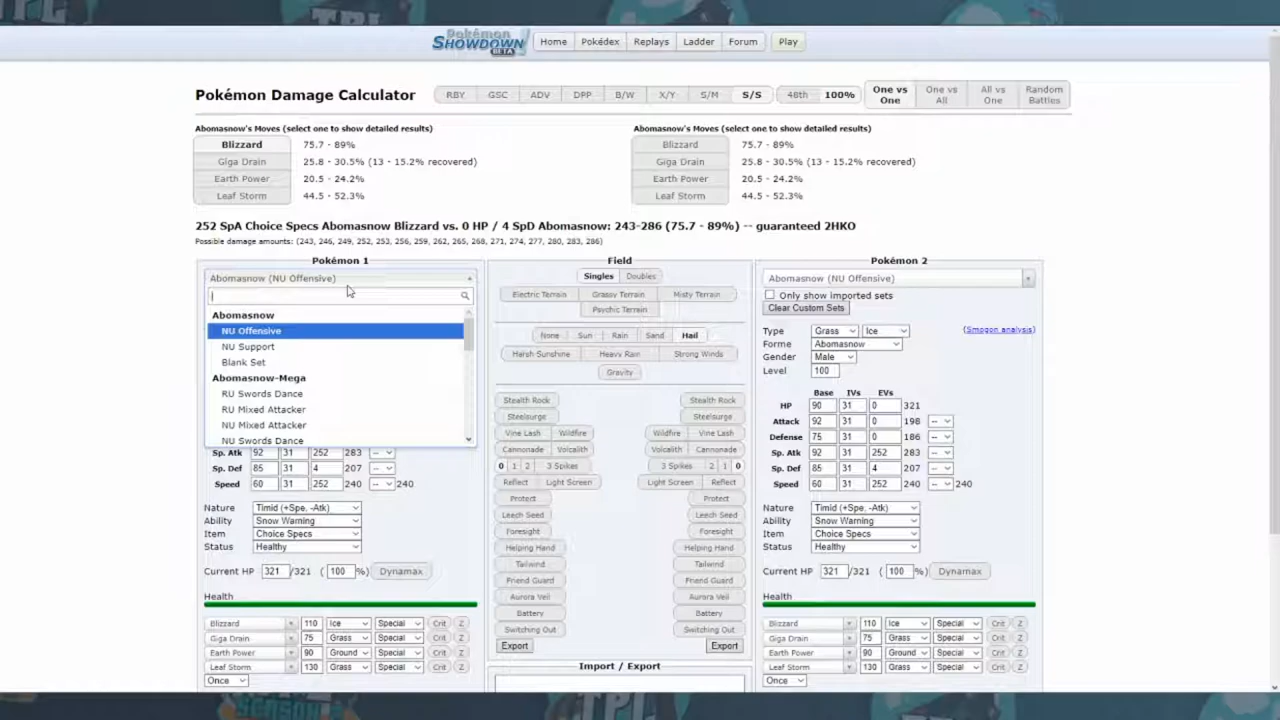 Pokémon
SHOWDOWN
BETA
Home
Pokédex
Replays
Ladder
Forum
Play
Pokémon Damage Calculator
RBY GSC ADV DPP B/W X/Y S/M S/S
48th 100%
One vs One
One vs All
All vs One
Random Battles
Abomasnow's Moves (select one to show detailed results)
Blizzard 75.7 - 89%
Giga Drain 25.8 - 30.5% (13 - 15.2% recovered)
Earth Power 20.5 - 24.2%
Leaf Storm 44.5 - 52.3%
Abomasnow's Moves (select one to show detailed results)
Blizzard 75.7 - 89%
Giga Drain 25.8 - 30.5% (13 - 15.2% recovered)
Earth Power 20.5 - 24.2%
Leaf Storm 44.5 - 52.3%
252 SpA Choice Specs Abomasnow Blizzard vs. 0 HP / 4 SpD Abomasnow: 243-286 (75.7 - 89%) -- guaranteed 2HKO
Possible damage amounts: (243, 246, 249, 252, 253, 256, 259, 262, 265, 268, 271, 274, 277, 280, 283, 286)
Pokémon 1
Abomasnow (NU Offensive)
Abomasnow
NU Offensive
NU Support
Blank Set
Abomasnow-Mega
RU Swords Dance
RU Mixed Attacker
RU Mixed Attacker
RU Swords Dance
Sp. Atk 92 31 252 283 --
Sp. Def 85 31 4 207 --
Speed 60 31 252 240 -- 240
Nature Timid (+Spe, -Atk)
Ability Snow Warning
Item Choice Specs
Status Healthy
Current HP 321 /321 ( 100 %) Dynamax
Health
Blizzard 110 Ice Special Crit Z
Giga Drain 75 Grass Special Crit Z
Earth Power 90 Ground Special Crit Z
Leaf Storm 130 Grass Special Crit Z
Once
Field
Singles Doubles
Electric Terrain Grassy Terrain Misty Terrain
Psychic Terrain
None Sun Rain Sand Hail
Harsh Sunshine Heavy Rain Strong Winds
Gravity
Stealth Rock Stealth Rock
Steelsurge Steelsurge
Vine Lash Wildfire Wildfire Vine Lash
Cannonade Volcalith Volcalith Cannonade
0 1 2 3 Spikes 3 Spikes 2 1 0
Reflect Light Screen Light Screen Reflect
Protect Protect
Leech Seed Leech Seed
Foresight Foresight
Helping Hand Helping Hand
Tailwind Tailwind
Friend Guard Friend Guard
Aurora Veil Aurora Veil
Battery Battery
Switching Out Switching Out
Export Export
Import / Export
Pokémon 2
Abomasnow (NU Offensive)
Only show imported sets
Clear Custom Sets
Type Grass Ice (Smogon analysis)
Forme Abomasnow
Gender Male
Level 100
Base IVs EVs
HP 90 31 0 321
Attack 92 31 0 198 --
Defense 75 31 0 186 --
Sp. Atk 92 31 252 283 --
Sp. Def 85 31 4 207 --
Speed 60 31 252 240 -- 240
Nature Timid (+Spe, -Atk)
Ability Snow Warning
Item Choice Specs
Status Healthy
Current HP 321 /321 ( 100 %) Dynamax
Health
Blizzard 110 Ice Special Crit Z
Giga Drain 75 Grass Special Crit Z
Earth Power 90 Ground Special Crit Z
Leaf Storm 130 Grass Special Crit Z
Once